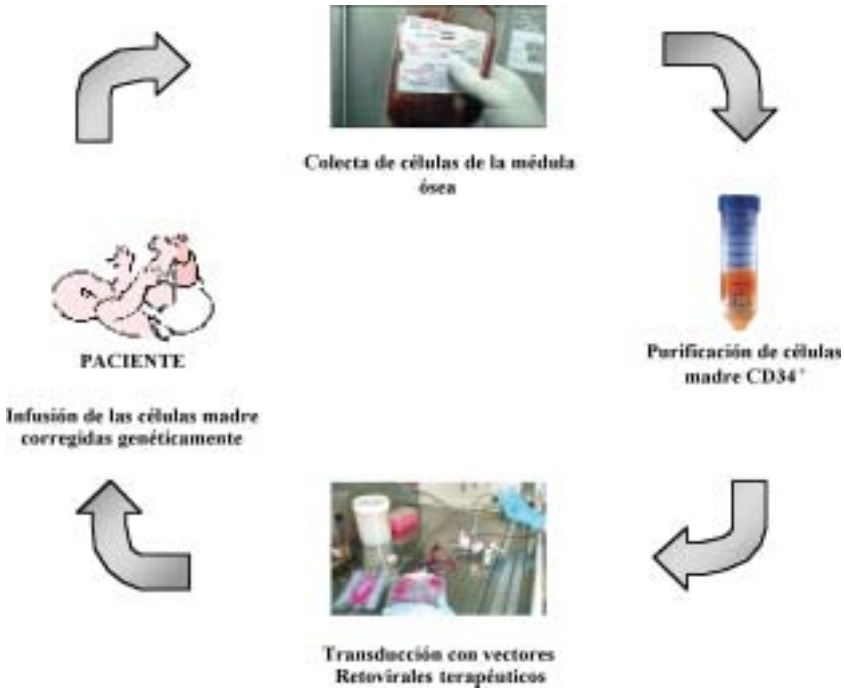 Colecta de células de la médula
ósea
PACIENTE
Purificación de células
madre CD34+
Infusión de las células madre
corregidas genéticamente
Transducción con vectores
Retovirales terapéuticos